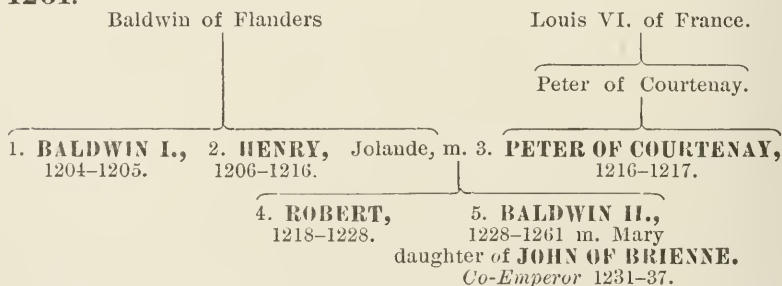 1261.
Baldwin of Flanders Louis VI. of France.
Peter of Courtenay.
1. BALDWIN I., 2. HENRY, Jolande, m. 3. PETER OF COURTENAY,
1204–1205. 1206–1216. 1216–1217.
4. ROBERT, 5. BALDWIN II.,
1218–1228. 1228–1261 m. Mary
daughter of JOHN OF BRIENNE.
Co-Emperor 1231–37.